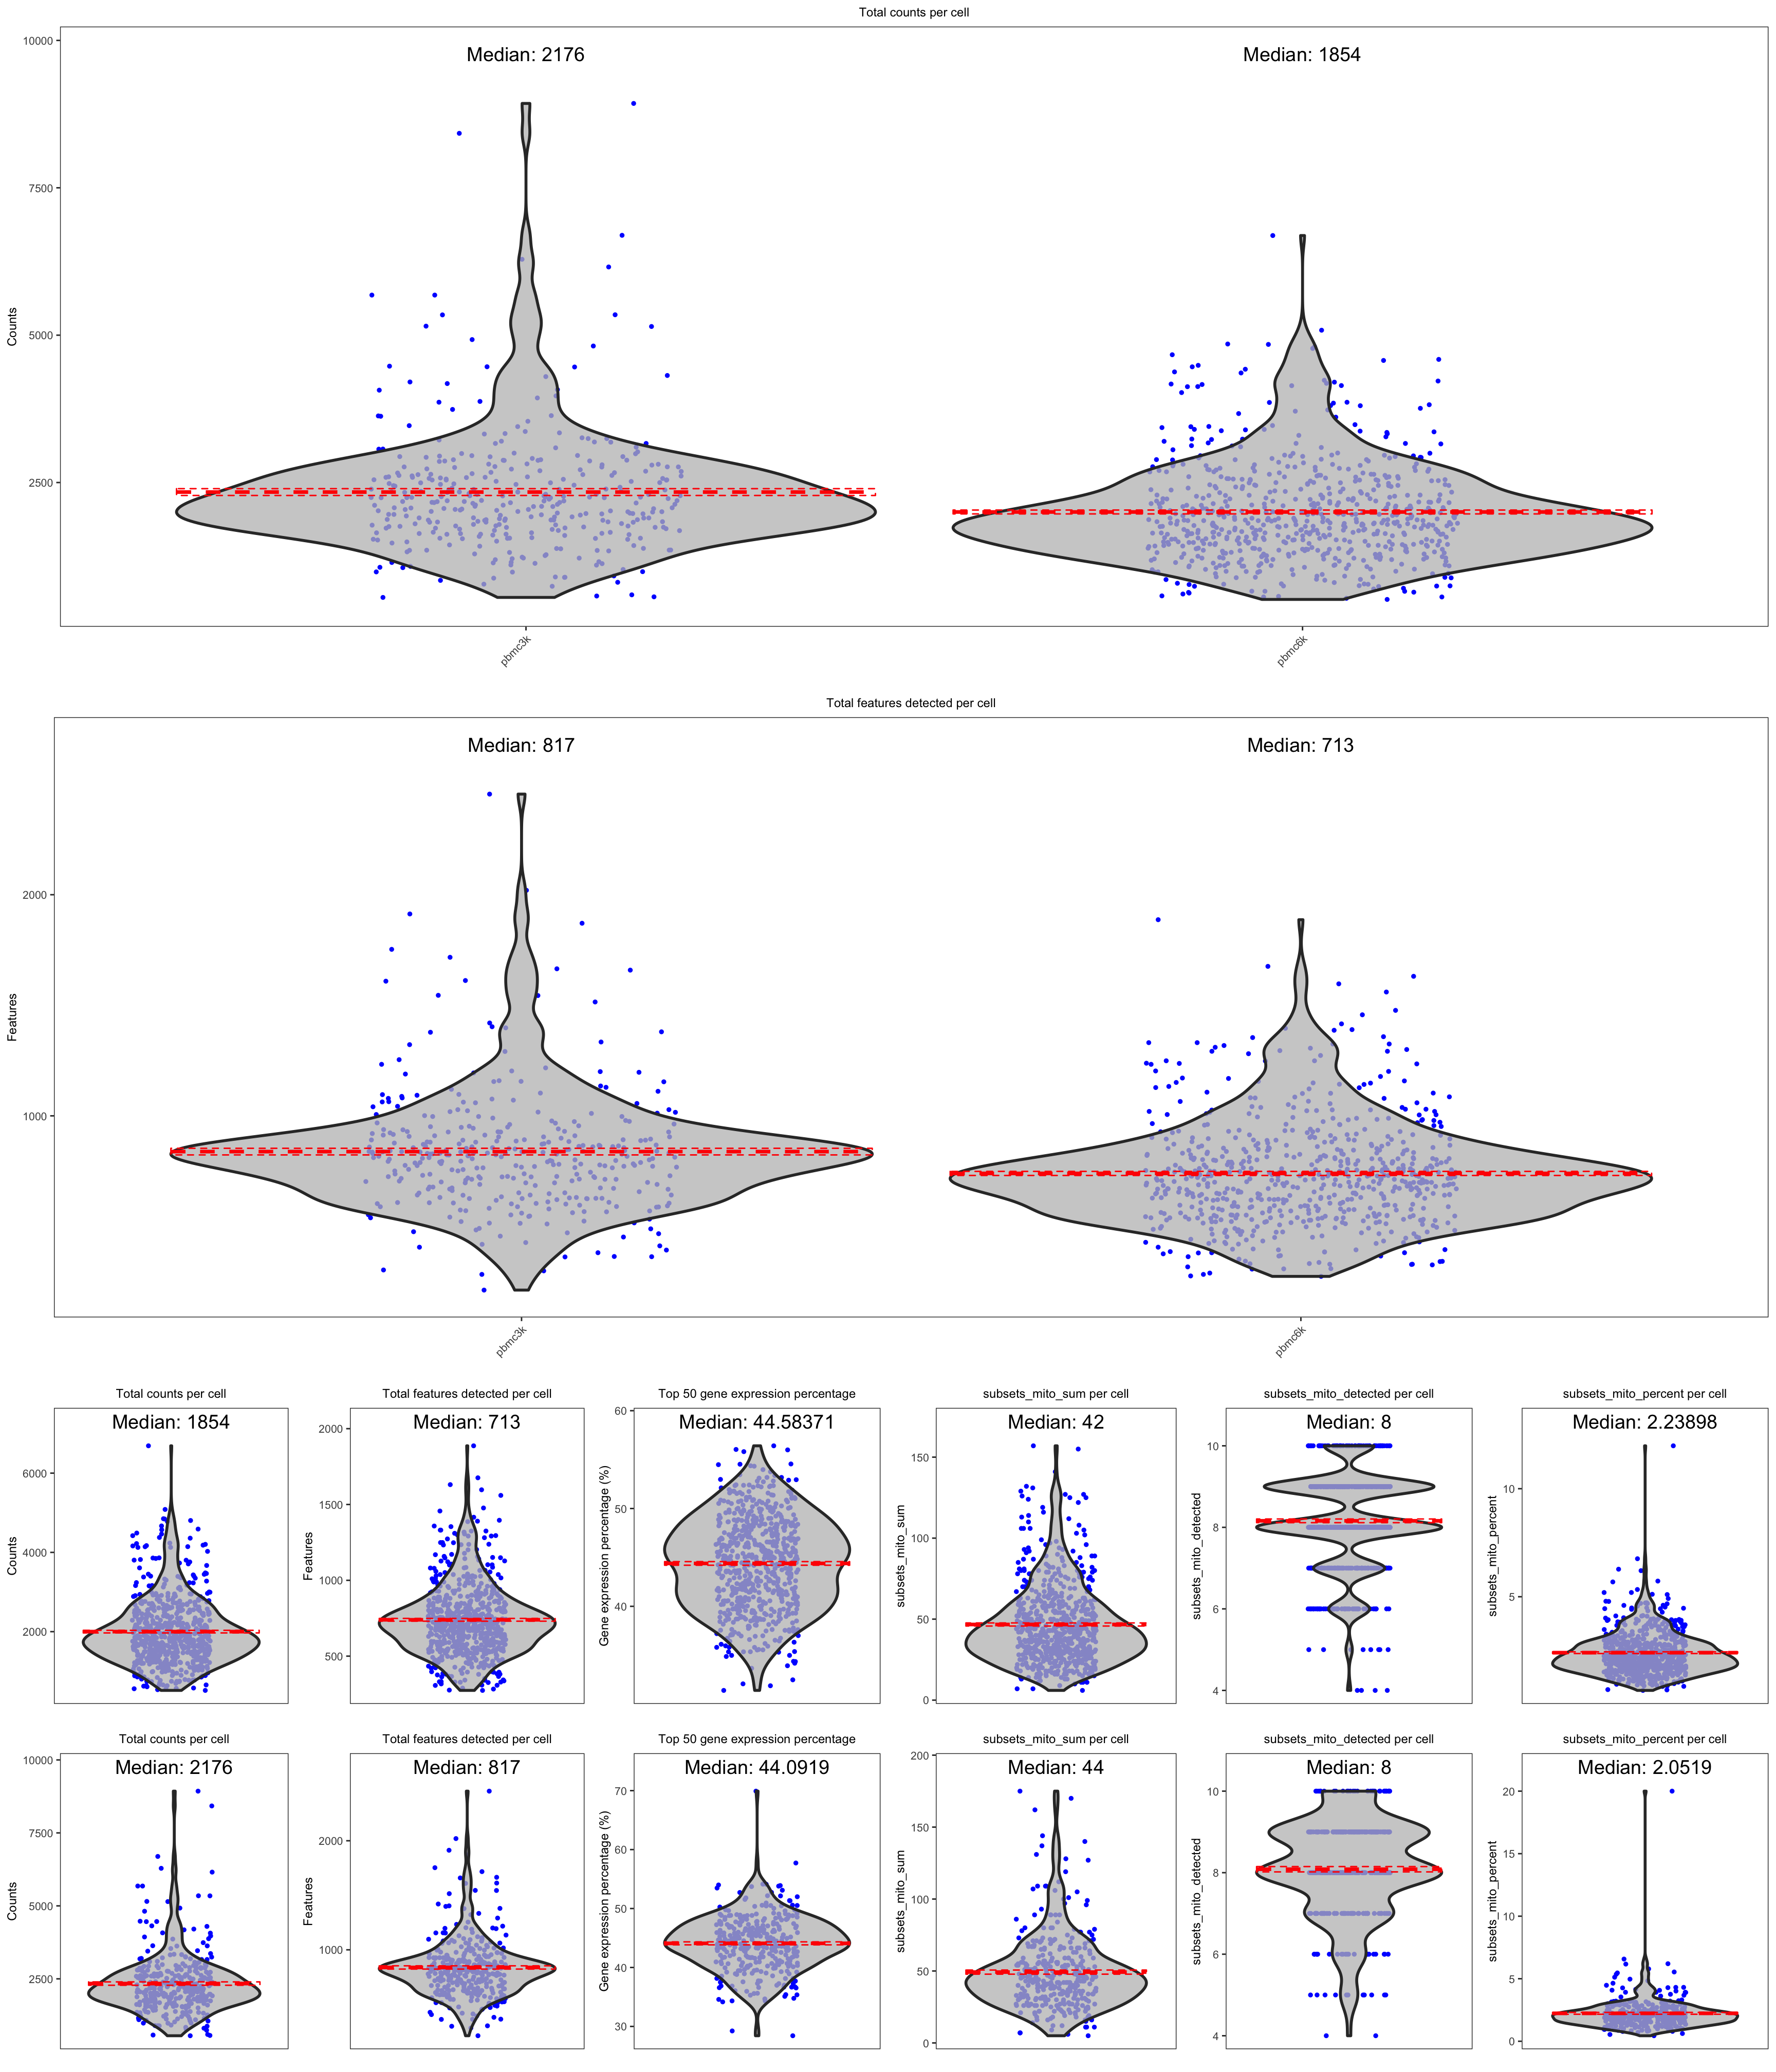 Total counts per cell
Median: 2176
Median: 1854
10000
7500
5000
2500
Counts
pbmc3k
pbmc6k
Total features detected per cell
Median: 817
Median: 713
2000
1000
Features
pbmc3k
pbmc6k
Total counts per cell
Median: 1854
6000
4000
2000
Counts
Total features detected per cell
Median: 713
2000
1500
1000
500
Features
Top 50 gene expression percentage
Median: 44.58371
60
50
40
Gene expression percentage (%)
subsets_mito_sum per cell
Median: 42
150
100
50
0
subsets_mito_sum
subsets_mito_detected per cell
Median: 8
10
8
6
4
subsets_mito_detected
subsets_mito_percent per cell
Median: 2.23898
10
5
subsets_mito_percent
Total counts per cell
Median: 2176
10000
7500
5000
2500
Counts
Total features detected per cell
Median: 817
2000
1000
Features
Top 50 gene expression percentage
Median: 44.0919
70
60
50
40
30
Gene expression percentage (%)
subsets_mito_sum per cell
Median: 44
200
150
100
50
0
subsets_mito_sum
subsets_mito_detected per cell
Median: 8
10
8
6
4
subsets_mito_detected
subsets_mito_percent per cell
Median: 2.0519
20
15
10
5
0
subsets_mito_percent